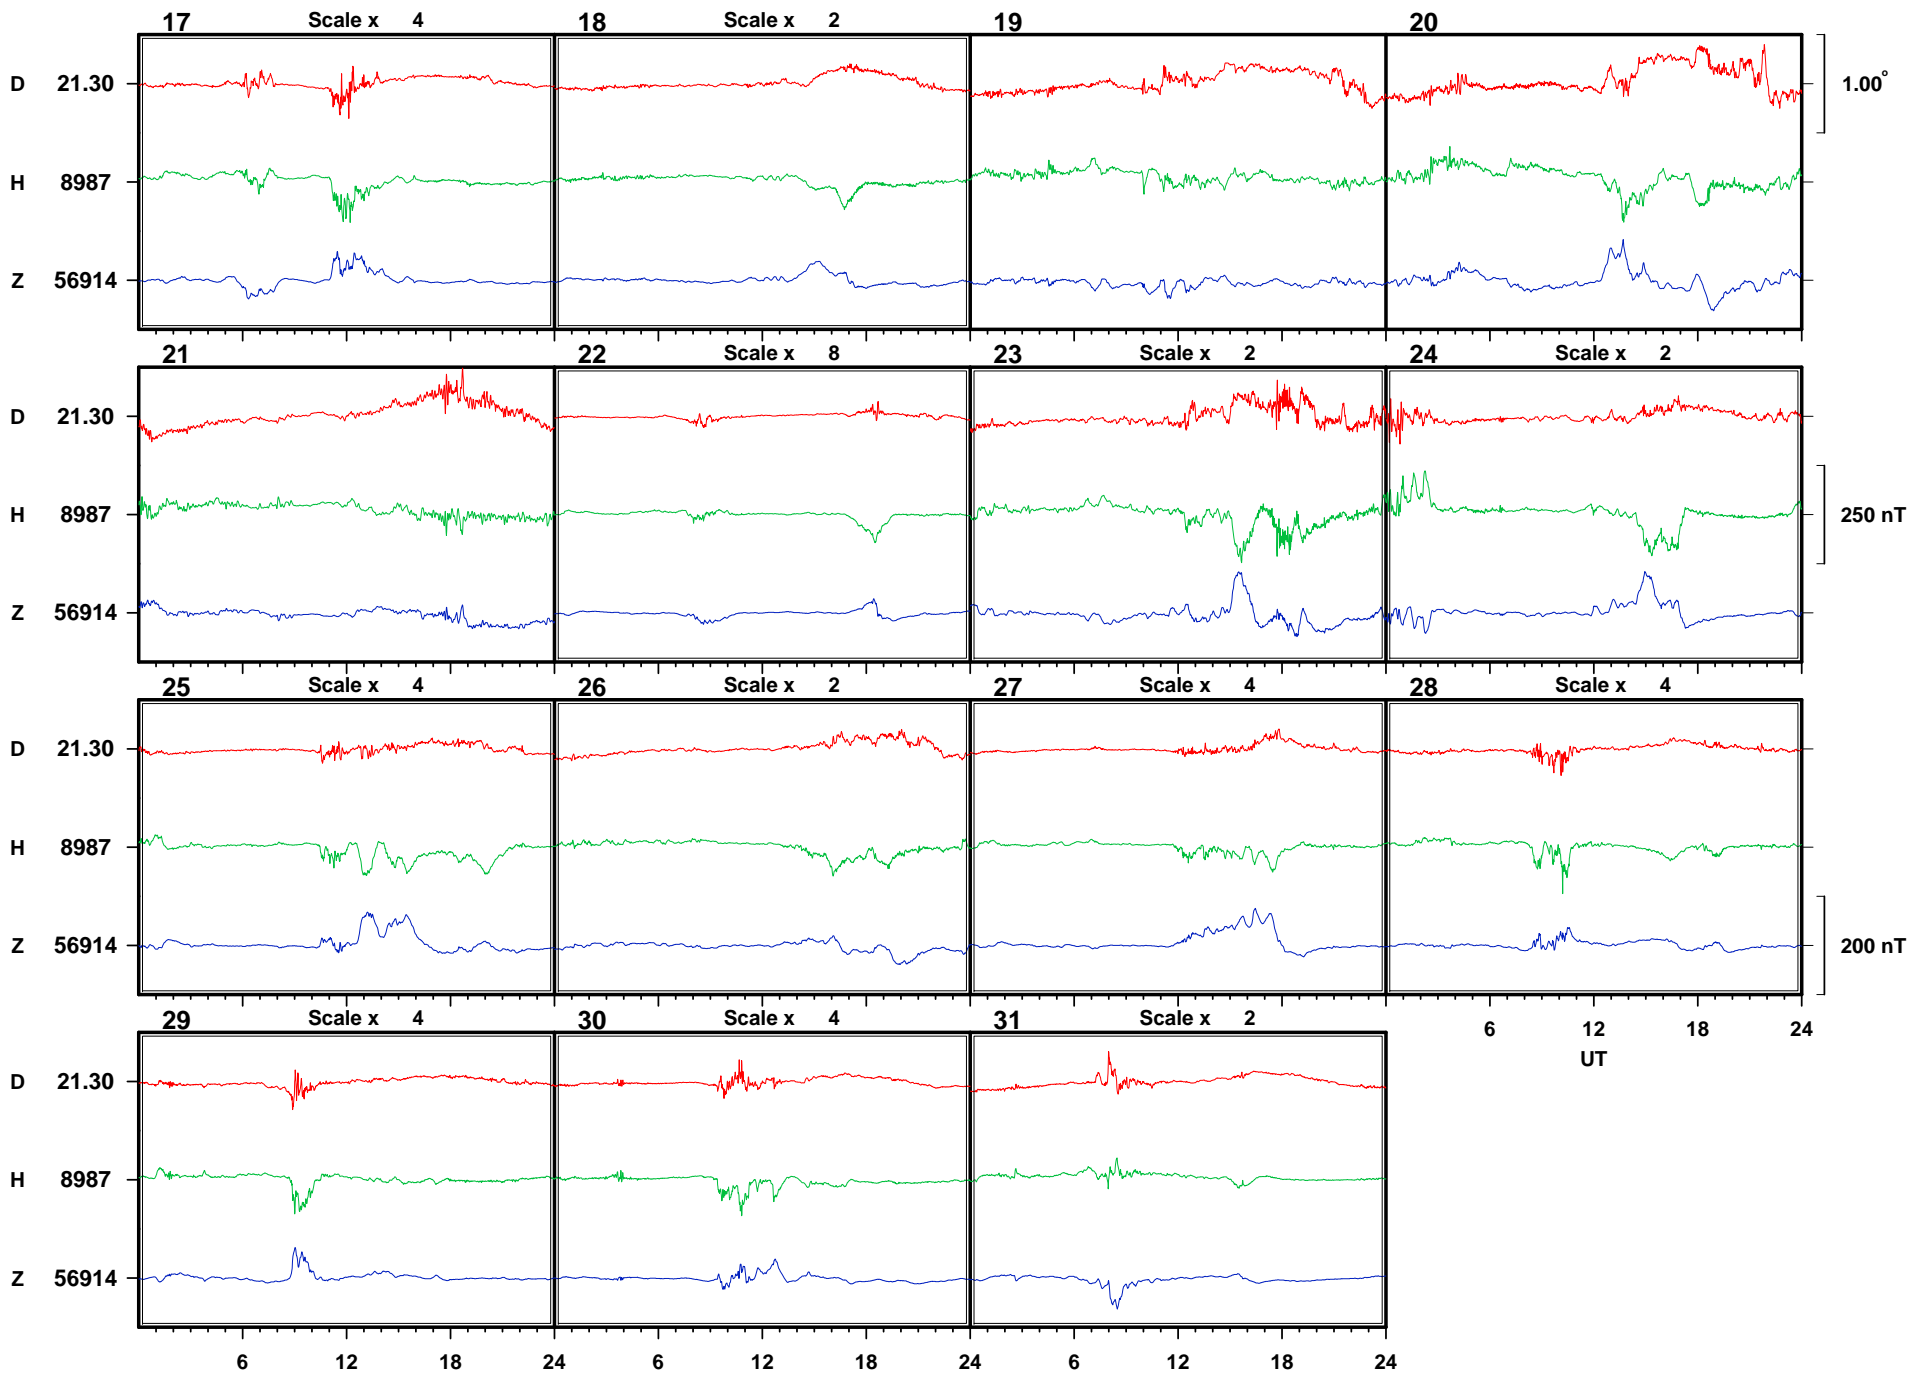 17 Scale x 4 18 Scale x 2 19 20
D 21.30 1.00°
H 8987
Z 56914
21 22 Scale x 8 23 Scale x 2 24 Scale x 2
D 21.30
H 8987 250 nT
Z 56914
25 Scale x 4 26 Scale x 2 27 Scale x 4 28 Scale x 4
D 21.30
H 8987
Z 56914 200 nT
29 Scale x 4 30 Scale x 4 31 Scale x 2 6 12 18 24
UT
D 21.30
H 8987
Z 56914
6 12 18 24 6 12 18 24 6 12 18 24